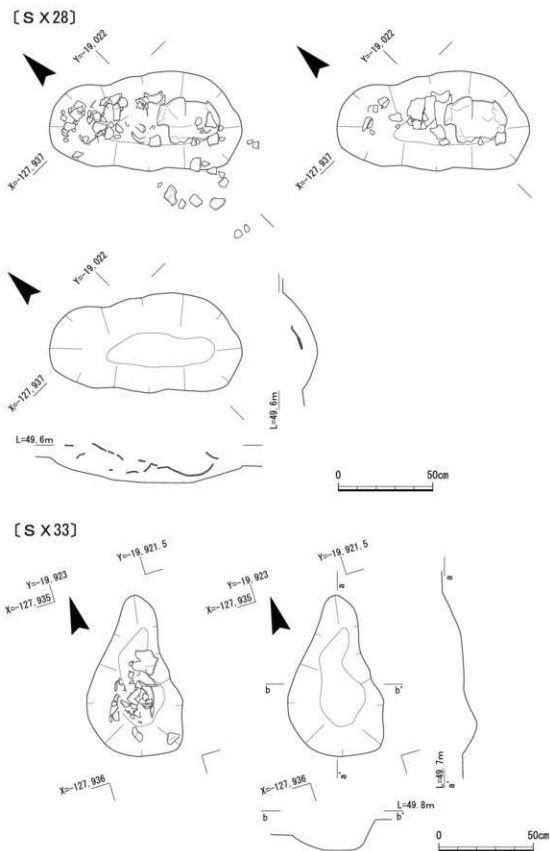 〔SX28〕
Y=-19,022
X=-127,937
Y=-19,022
X=-127,937
Y=-19,022
X=-127,937
L=49.6m
L=49.6m
0 50cm
〔SX33〕
Y=-19,923
X=-127,935
Y=-19,921.5
X=-127,936
Y=-19,923
X=-127,935
Y=-19,921.5
a
b b'
a'
X=-127,936
b b'
L=49.8m
a
L=49.7m
a'
0 50cm